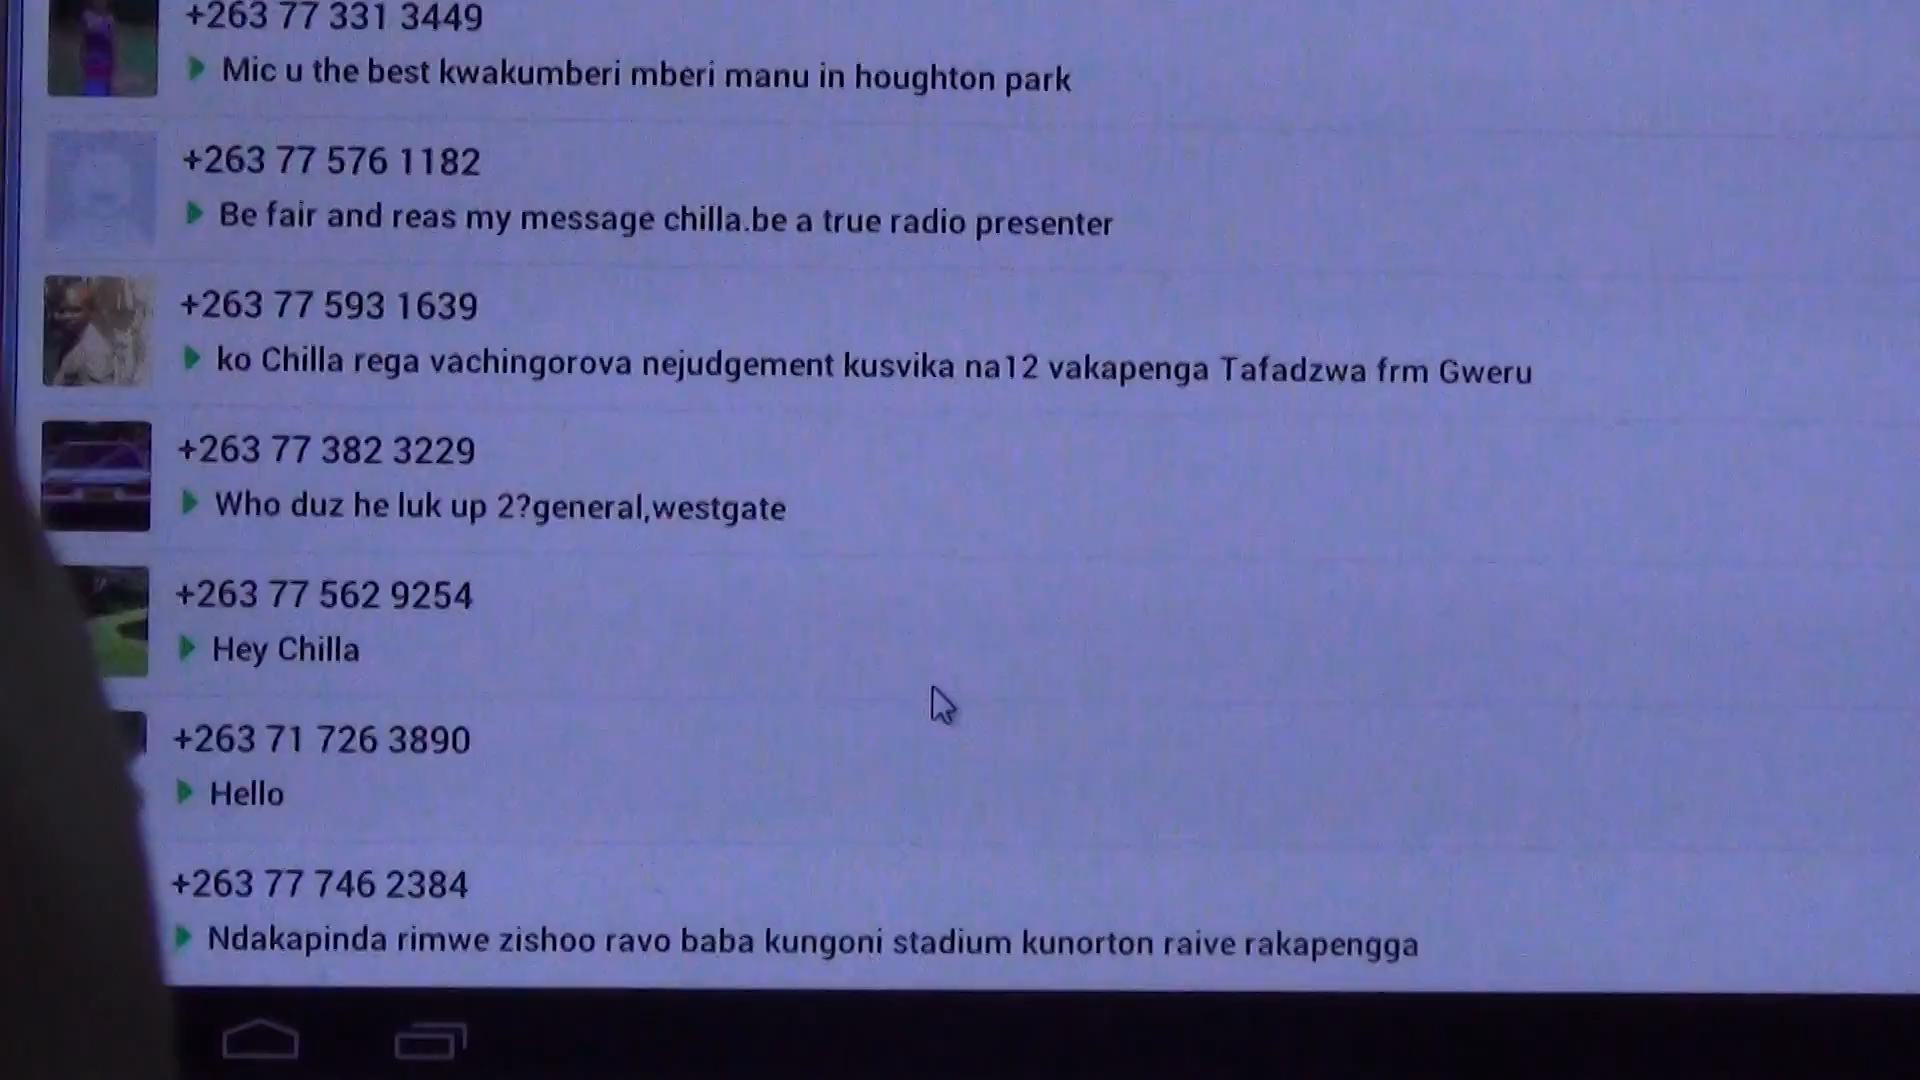 +263 77 331 3449
Mic u the best kwakumberi mberi manu in houghton park
+263 77 576 1182
Be fair and reas my message chilla.be a true radio presenter
+263 77 593 1639
ko Chilla rega vachingorova nejudgement kusvika na12 vakapenga Tafadzwa frm Gweru
+263 77 382 3229
Who duz he luk up 2?general,westgate
+263 77 562 9254
Hey Chilla
+263 71 726 3890
Hello
+263 77 746 2384
Ndakapinda rimwe zishoo ravo baba kungoni stadium kunorton raive rakapengga